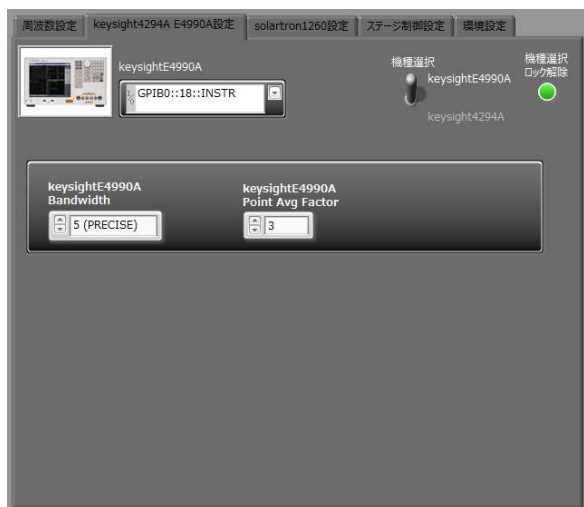 周波数設定
keysight4294A E4990A設定
solartron1260設定
ステージ制御設定
環境設定
keysightE4990A
GPIB0::18::INSTR
機種選択
keysightE4990A
keysight4294A
機種選択
ロック解除
keysightE4990A
Bandwidth
5 (PRECISE)
keysightE4990A
Point Avg Factor
3